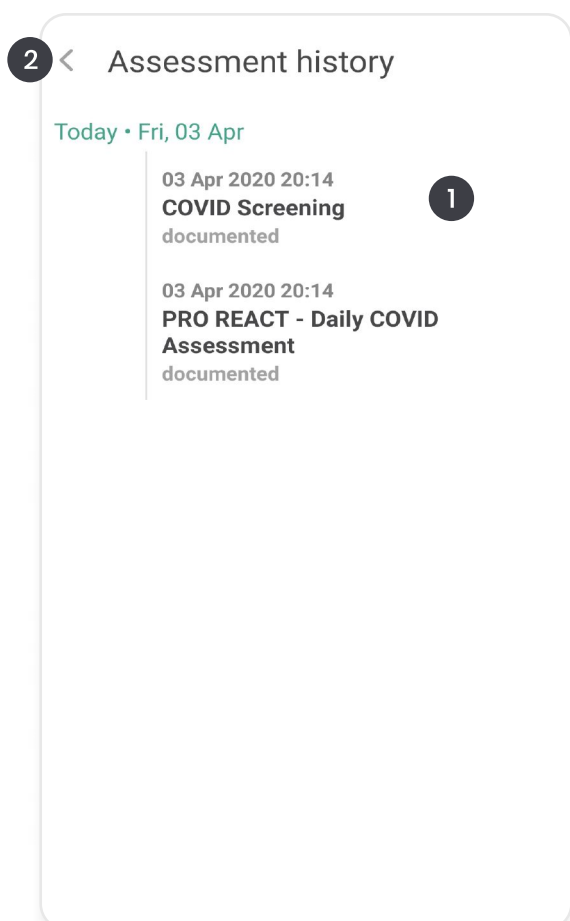 2
Assessment history
Today • Fri, 03 Apr
03 Apr 2020 20:14
COVID Screening
1
documented
03 Apr 2020 20:14
PRO REACT - Daily COVID
Assessment
documented